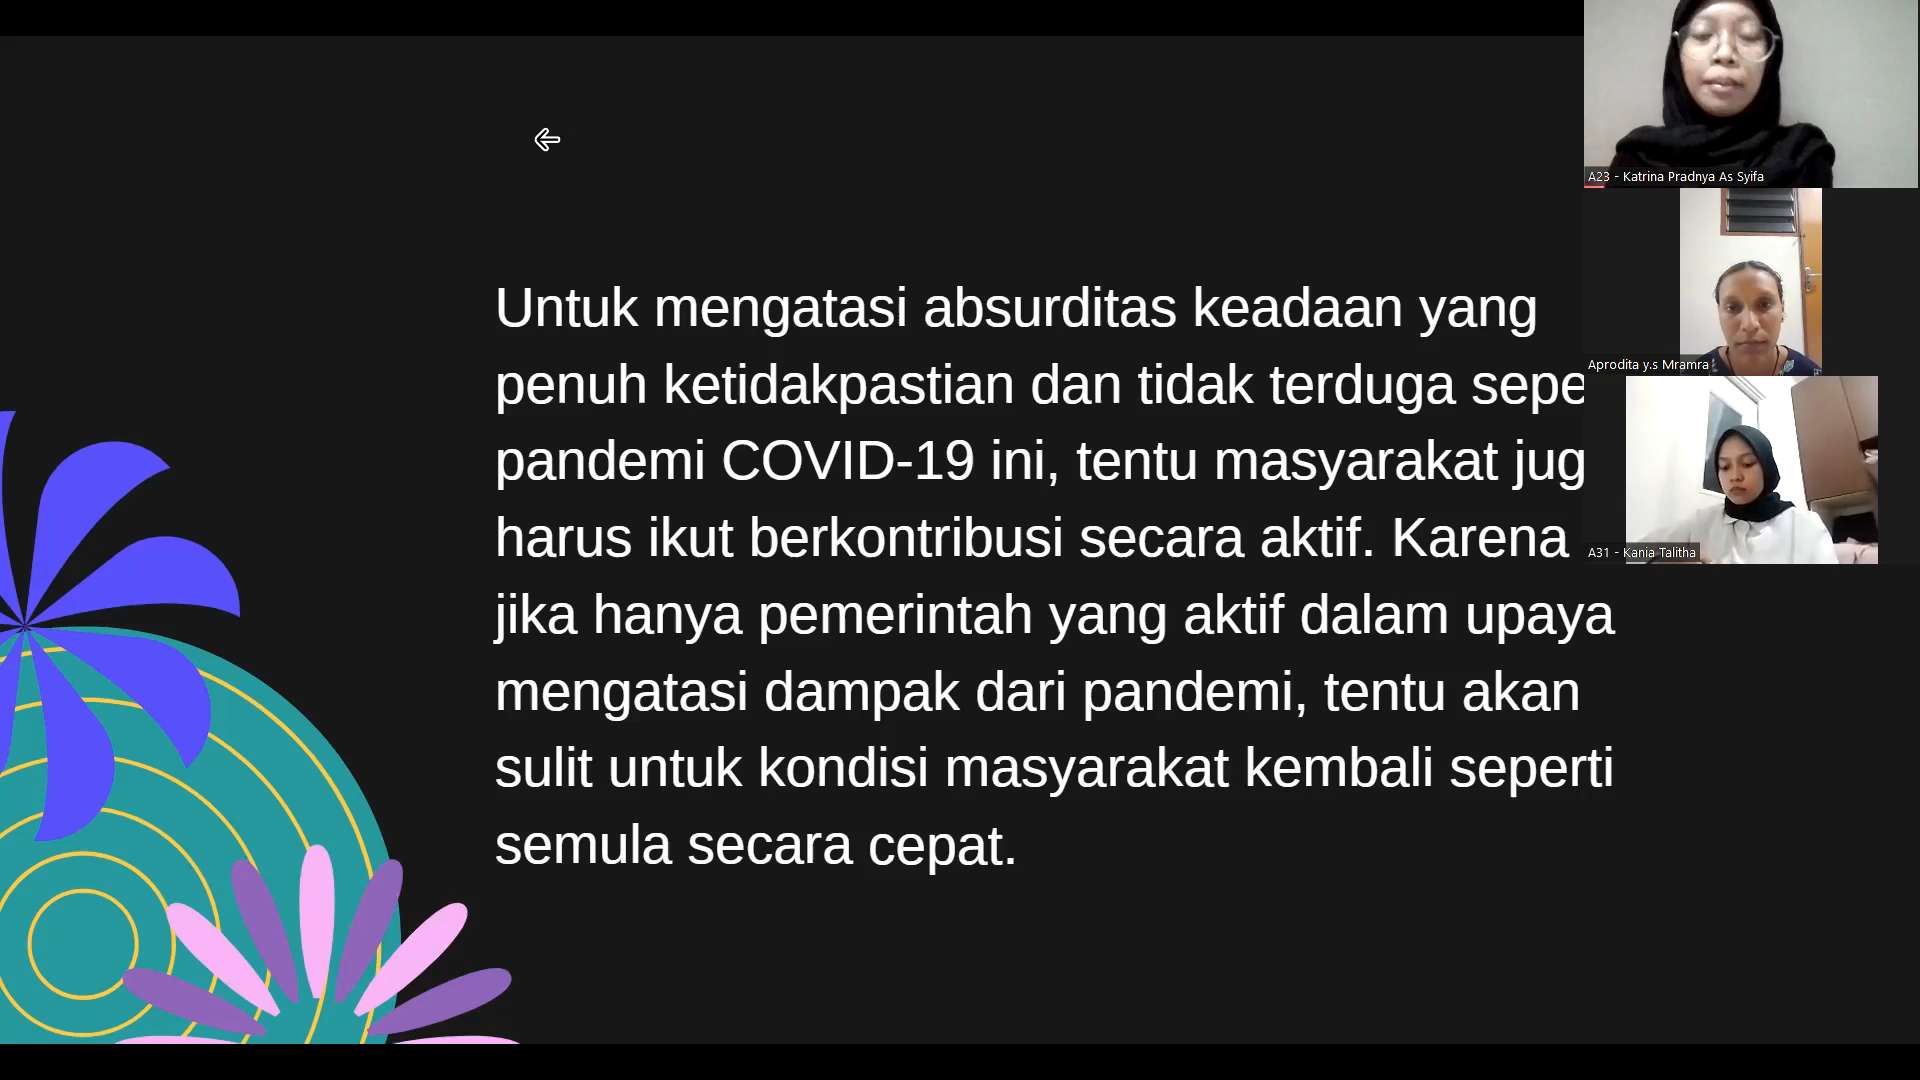 Untuk mengatasi absurditas keadaan yang
penuh ketidakpastian dan tidak terduga sepe
pandemi COVID-19 ini, tentu masyarakat jug
harus ikut berkontribusi secara aktif. Karena
jika hanya pemerintah yang aktif dalam upaya
mengatasi dampak dari pandemi, tentu akan
sulit untuk kondisi masyarakat kembali seperti
semula secara cepat.
A23 - Katrina Pradnya As Syifa
Aprodita y.s Mramra
A31 - Kania Talitha